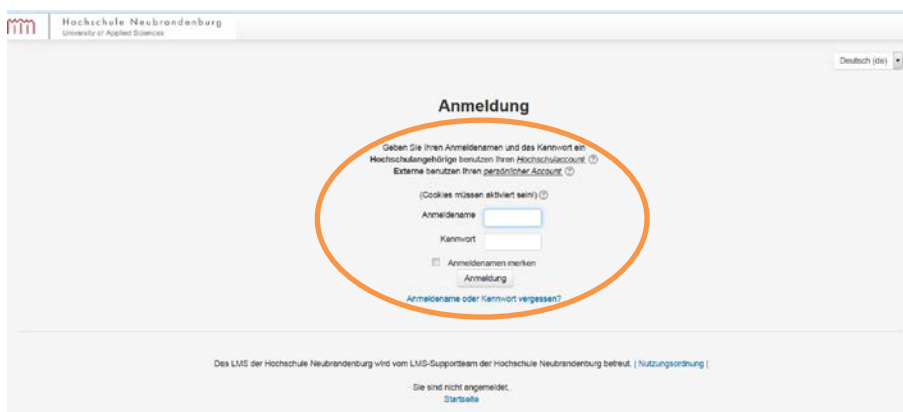 Hochschule Neubrandenburg
University of Applied Sciences
Deutsch (de)
Anmeldung
Geben Sie Ihren Anmeldenamen und das Kennwort ein
Hochschulangehörige benutzen Ihren Hochschulaccount
Externe benutzen Ihren persönlicher Account
(Cookies müssen aktiviert sein!)
Anmeldename
Kennwort
Anmeldenamen merken
Anmeldung
Anmeldename oder Kennwort vergessen?
Das LMS der Hochschule Neubrandenburg wird vom LMS-Supportteam der Hochschule Neubrandenburg betreut. | Nutzungsordnung |
Sie sind nicht angemeldet.
Startseite